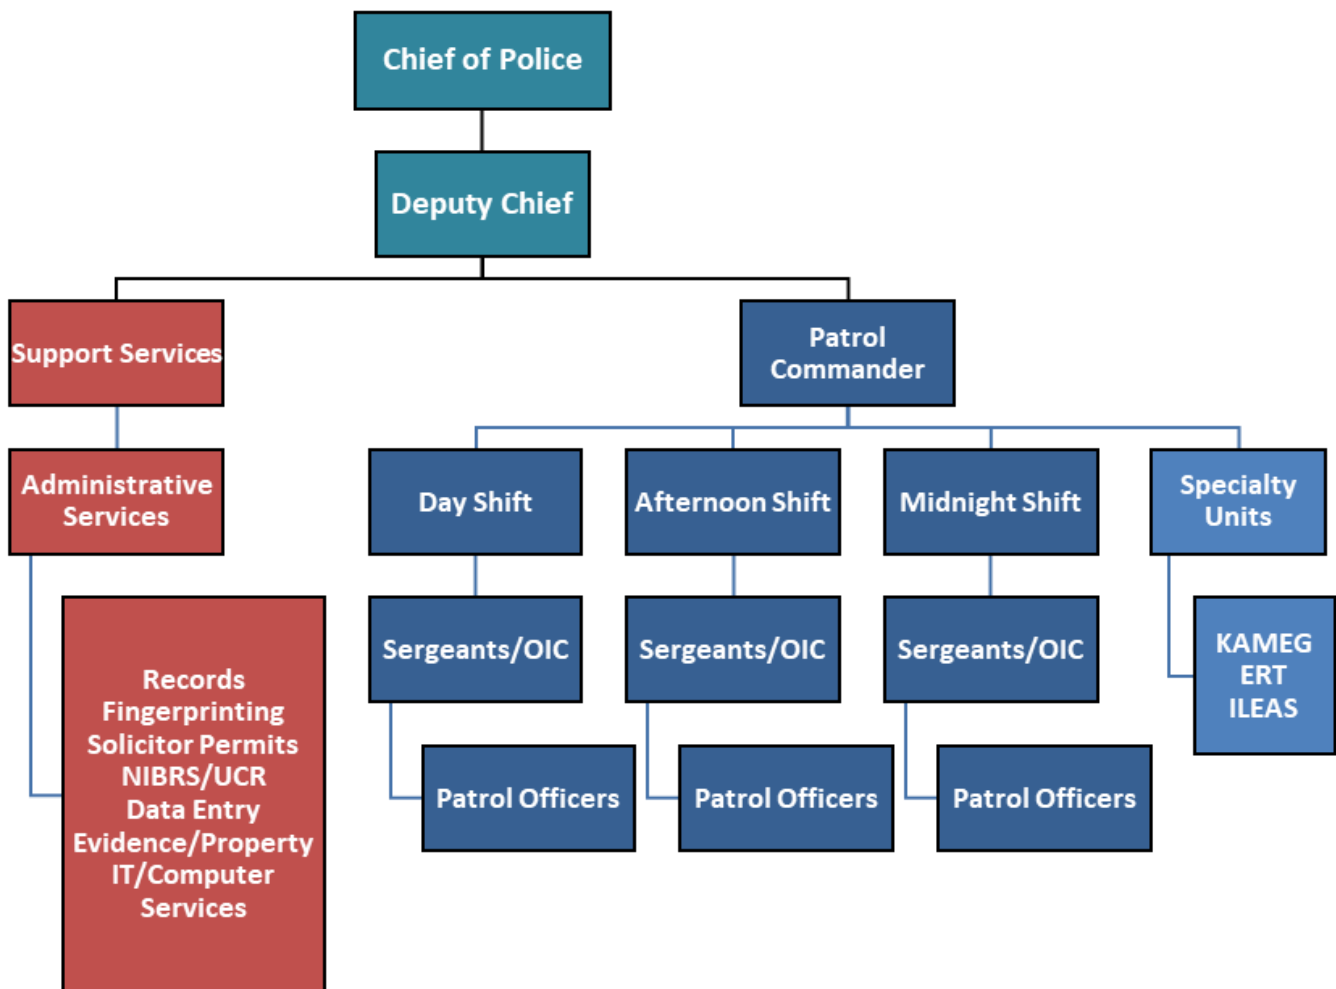 Chief of Police
Deputy Chief
Support Services
Patrol
Commander
Administrative
Services
Day Shift
Afternoon Shift
Midnight Shift
Specialty
Units
Records
Fingerprinting
Solicitor Permits
NIBRS/UCR
Data Entry
Evidence/Property
IT/Computer
Services
Sergeants/OIC
Sergeants/OIC
Sergeants/OIC
KAMEG
ERT
ILEAS
Patrol Officers
Patrol Officers
Patrol Officers